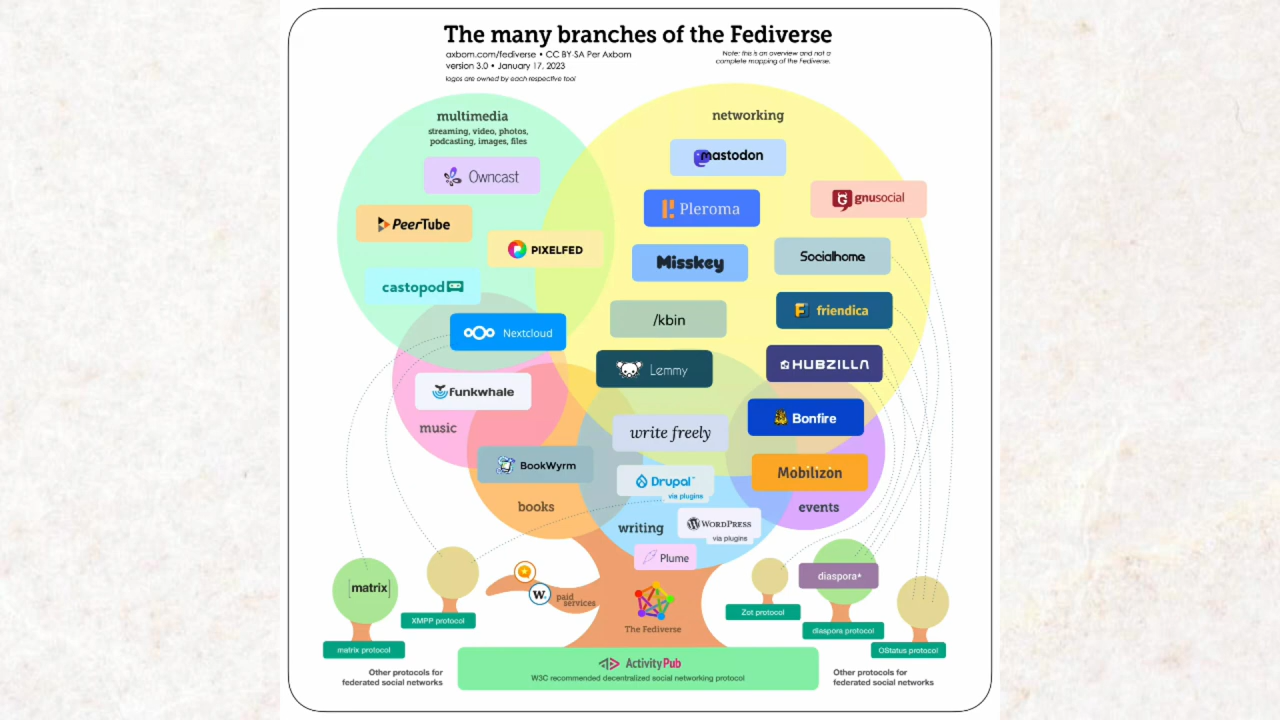 The many branches of the Fediverse
axbom.com/fediverse • CC BY-SA Per Axbom
version 3.0 • January 17, 2023
logos are owned by each respective tool
Note: this is an overview and not a
complete mapping of the Fediverse.
multimedia
streaming, video, photos,
podcasting, images, files
networking
Owncast
PeerTube
PIXELFED
castopod
Nextcloud
mastodon
Pleroma
gnusocial
Misskey
Socialhome
/kbin
friendica
Lemmy
HUBZILLA
Funkwhale
music
Bonfire
write freely
BookWyrm
Mobilizon
books
Drupal™
via plugins
events
writing
WORDPRESS
via plugins
Plume
[matrix]
matrix protocol
XMPP protocol
W.
paid
services
The Fediverse
Zot protocol
diaspora*
diaspora protocol
OStatus protocol
Other protocols for
federated social networks
ActivityPub
W3C recommended decentralized social networking protocol
Other protocols for
federated social networks